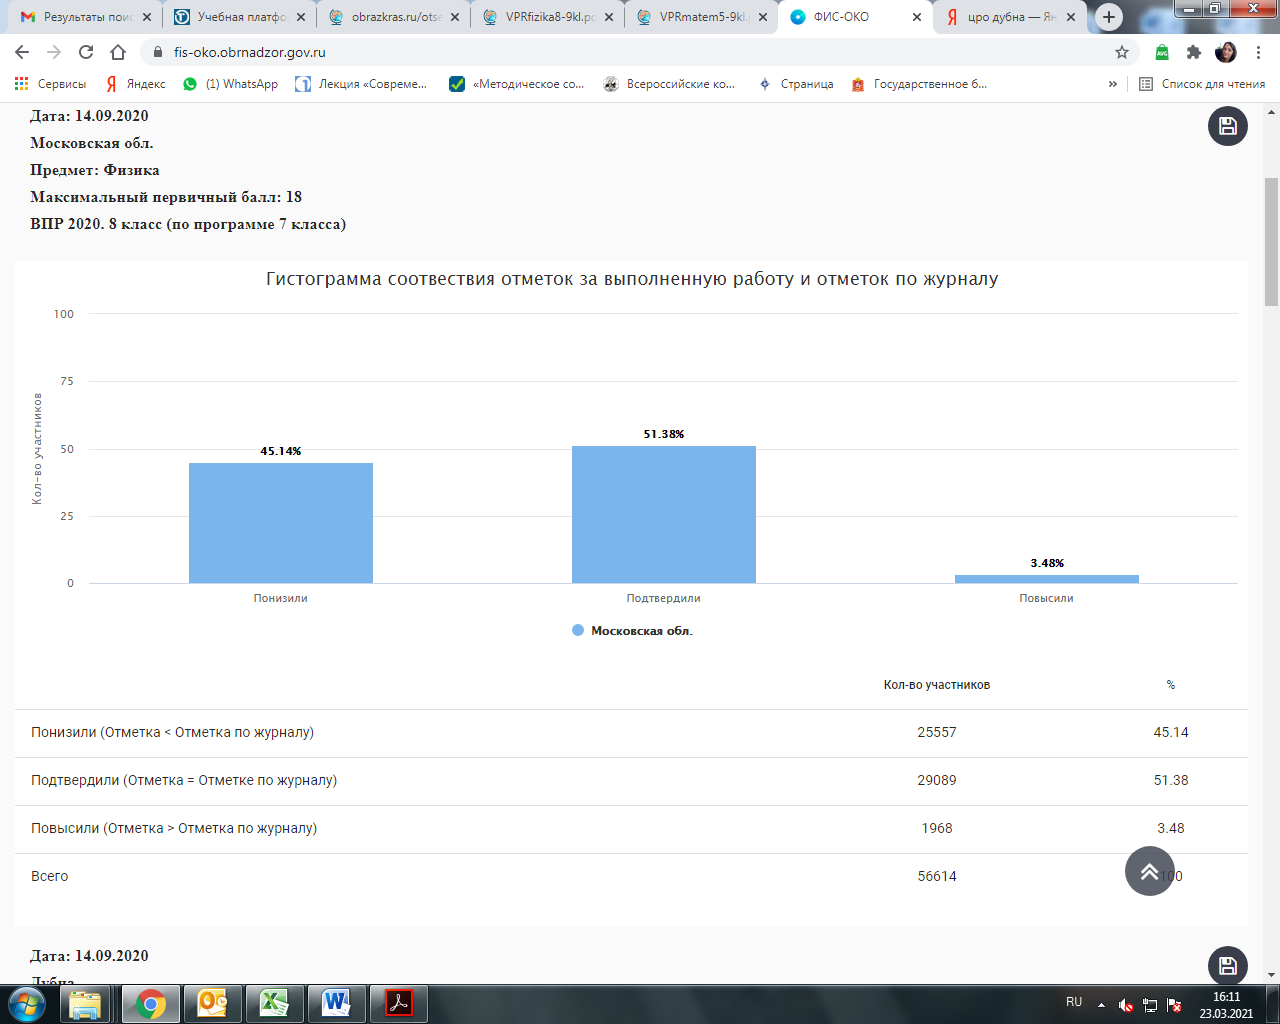 Результаты поис
Учебная платфо
obrazkras.ru/otse
VPRfizika8-9kl.pd
VPRmatem5-9kl.p
ФИС-ОКО
цро дубна — Ян
fis-oko.obrnadzor.gov.ru
Сервисы
Яндекс
(1) WhatsApp
Лекция «Совреме...
«Методическое со...
Всероссийские ко...
Страница
Государственное б...
»
Список для чтения
Дата: 14.09.2020
Московская обл.
Предмет: Физика
Максимальный первичный балл: 18
ВПР 2020. 8 класс (по программе 7 класса)
Гистограмма соотвествия отметок за выполненную работу и отметок по журналу
Кол-во участников
100
75
50
25
0
45.14%
51.38%
3.48%
Понизили
Подтвердили
Повысили
Московская обл.
Кол-во участников %
Понизили (Отметка < Отметка по журналу) 25557 45.14
Подтвердили (Отметка = Отметке по журналу) 29089 51.38
Повысили (Отметка > Отметка по журналу) 1968 3.48
Всего 56614 100
Дата: 14.09.2020
Дубна
RU
16:11
23.03.2021